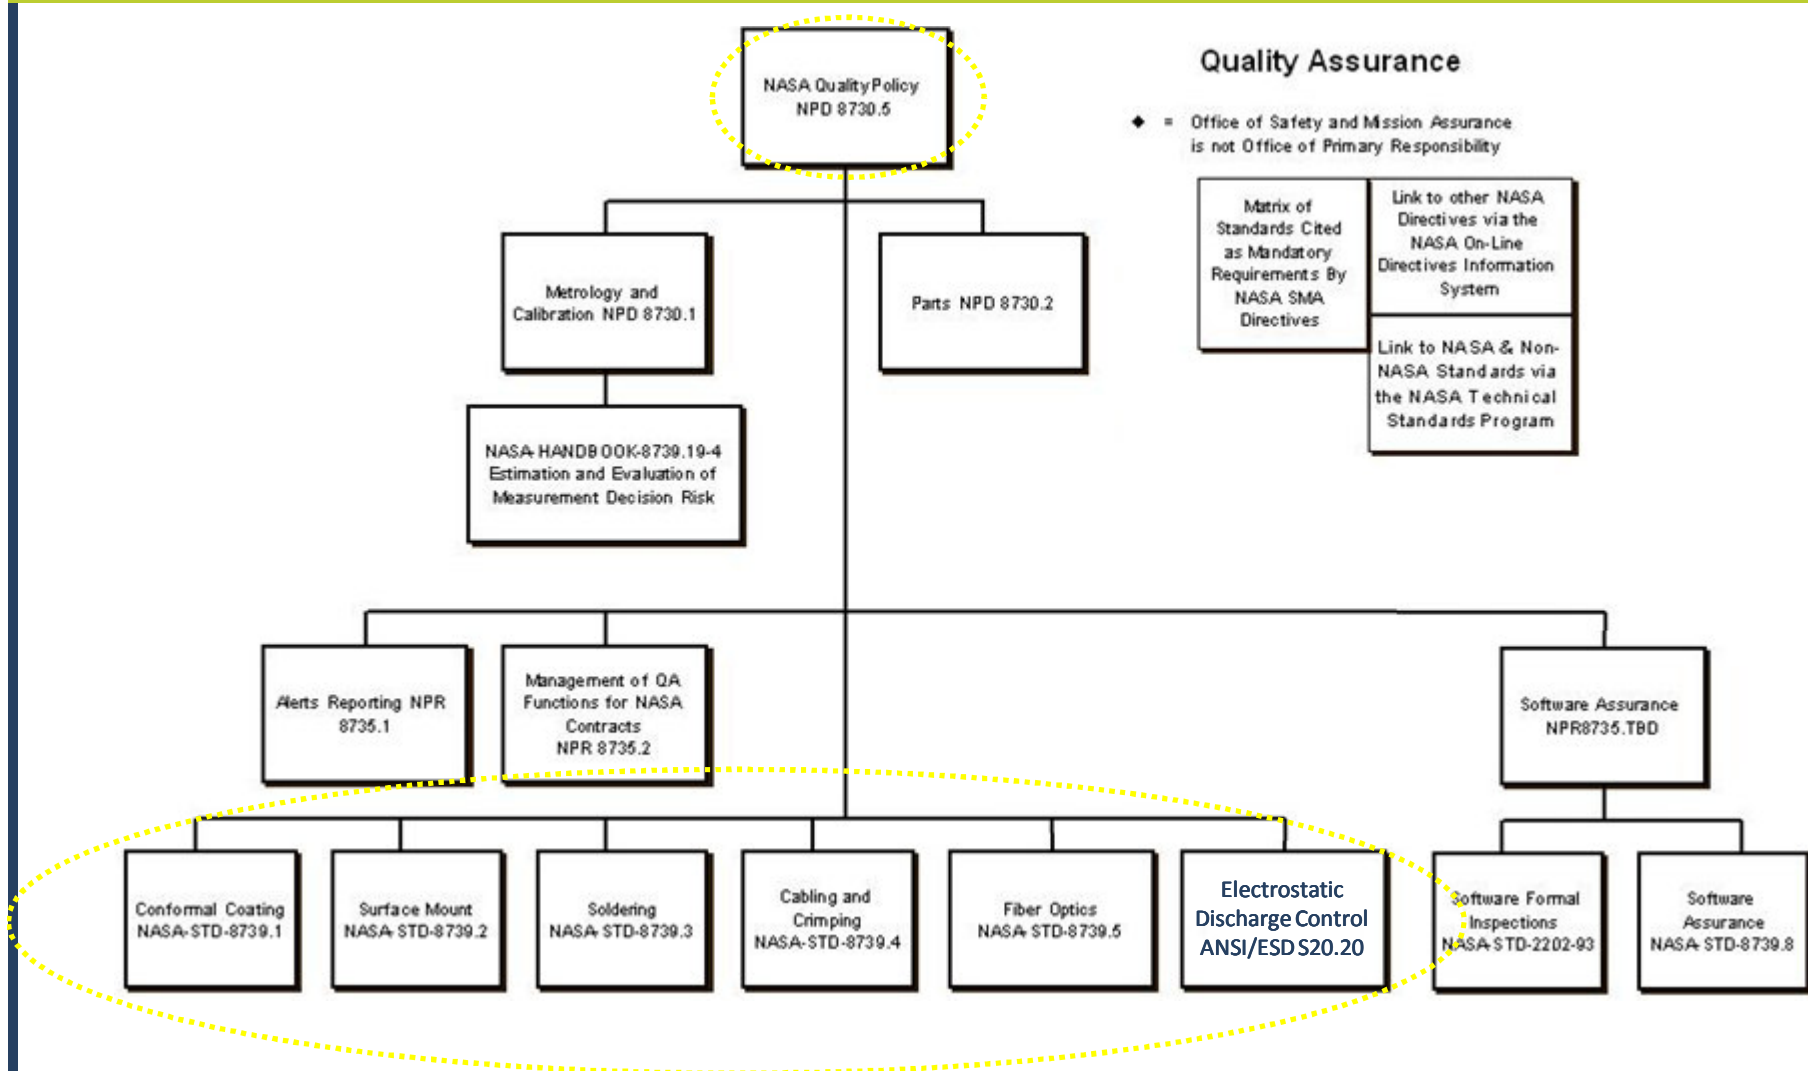 NASA Quality Policy
NPD 8730.5
Quality Assurance
◆ = Office of Safety and Mission Assurance
is not Office of Primary Responsibility
Matrix of
Standards Cited
as Mandatory
Requirements By
NASA SMA
Directives
Link to other NASA
Directives via the
NASA On-Line
Directives Information
System
Link to NASA & Non-
NASA Standards via
the NASA Technical
Standards Program
Metrology and
Calibration NPD 8730.1
Parts NPD 8730.2
NASA-HANDBOOK-8739.19-4
Estimation and Evaluation of
Measurement Decision Risk
Alerts Reporting NPR
8735.1
Management of QA
Functions for NASA
Contracts
NPR 8735.2
Software Assurance
NPR8735.TBD
Conformal Coating
NASA-STD-8739.1
Surface Mount
NASA-STD-8739.2
Soldering
NASA-STD-8739.3
Cabling and
Crimping
NASA-STD-8739.4
Fiber Optics
NASA-STD-8739.5
Electrostatic
Discharge Control
ANSI/ESD S20.20
Software Formal
Inspections
NASA-STD-2202-93
Software
Assurance
NASA-STD-8739.8